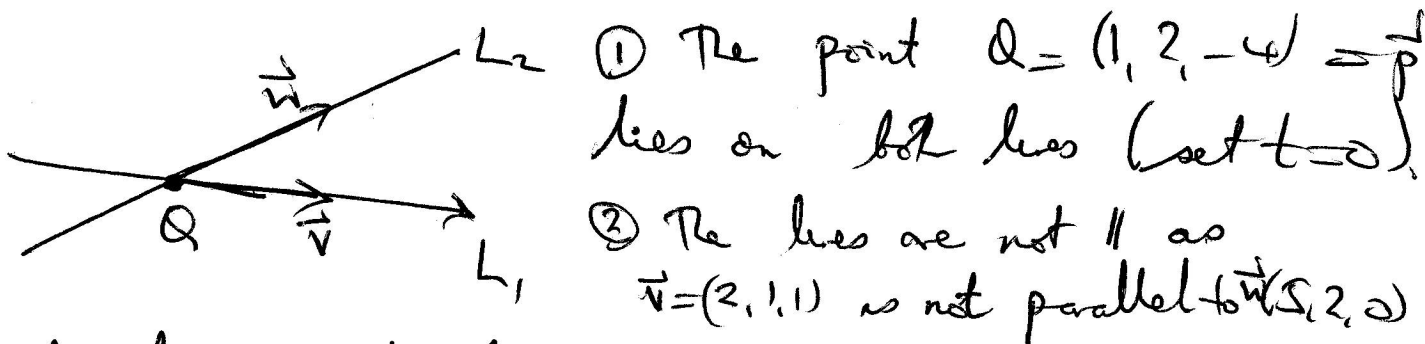 L₂
w⃗
① The point Q = (1, 2, -4) = p⃗
lies on both lines (set t=0).
Q
v⃗
L₁
② The lines are not || as
v⃗=(2,1,1) is not parallel to w⃗(5,2,0)